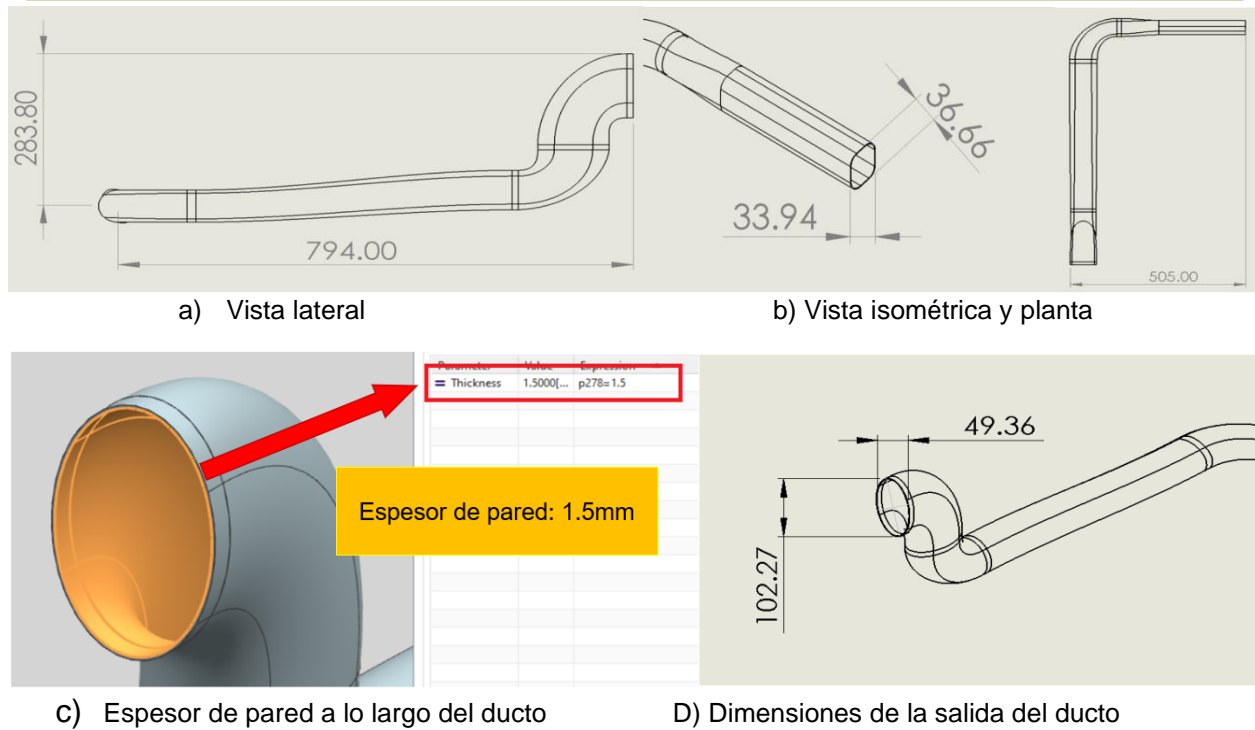 283.80
794.00
36.66
33.94
505.00
a) Vista lateral
b) Vista isométrica y planta
Parameter Value Expression
Thickness 1.5000[... p278=1.5
Espesor de pared: 1.5mm
49.36
102.27
c) Espesor de pared a lo largo del ducto
D) Dimensiones de la salida del ducto